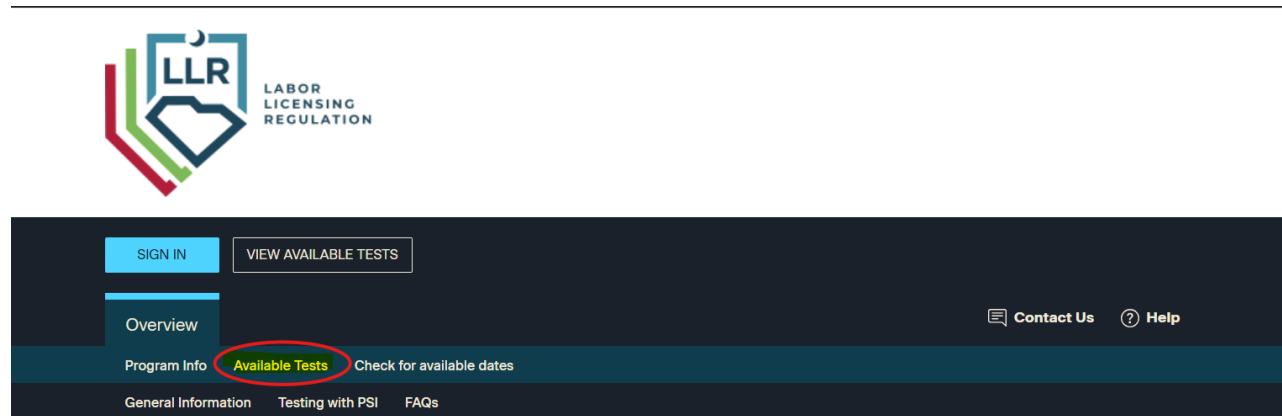 LLR
LABOR
LICENSING
REGULATION
SIGN IN VIEW AVAILABLE TESTS
Overview Contact Us ? Help
Program Info Available Tests Check for available dates
General Information Testing with PSI FAQs